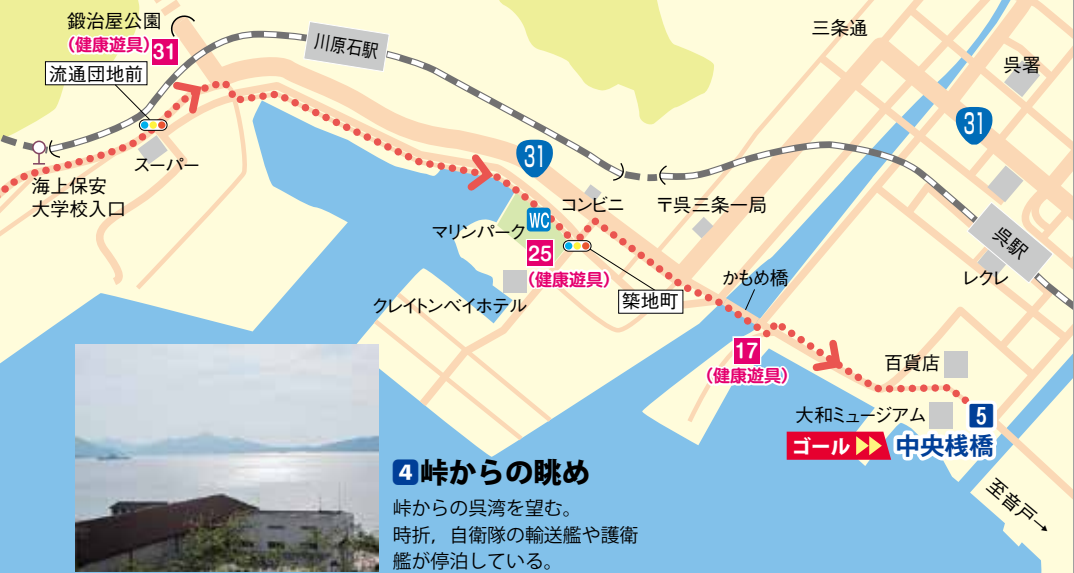 鍛治屋公園
(健康遊具)31
流通団地前
川原石駅
三条通
呉署
31
スーパー
海上保安
大学校入口
31
コンビニ
〒呉三条一局
WC
マリンパーク
25
(健康遊具)
クレイトンベイホテル
築地町
かもめ橋
呉駅
レクレ
17
(健康遊具)
百貨店
大和ミュージアム
5
ゴール 中央桟橋
至音戸→
4峠からの眺め
峠からの呉湾を望む。
時折，自衛隊の輸送艦や護衛
艦が停泊している。